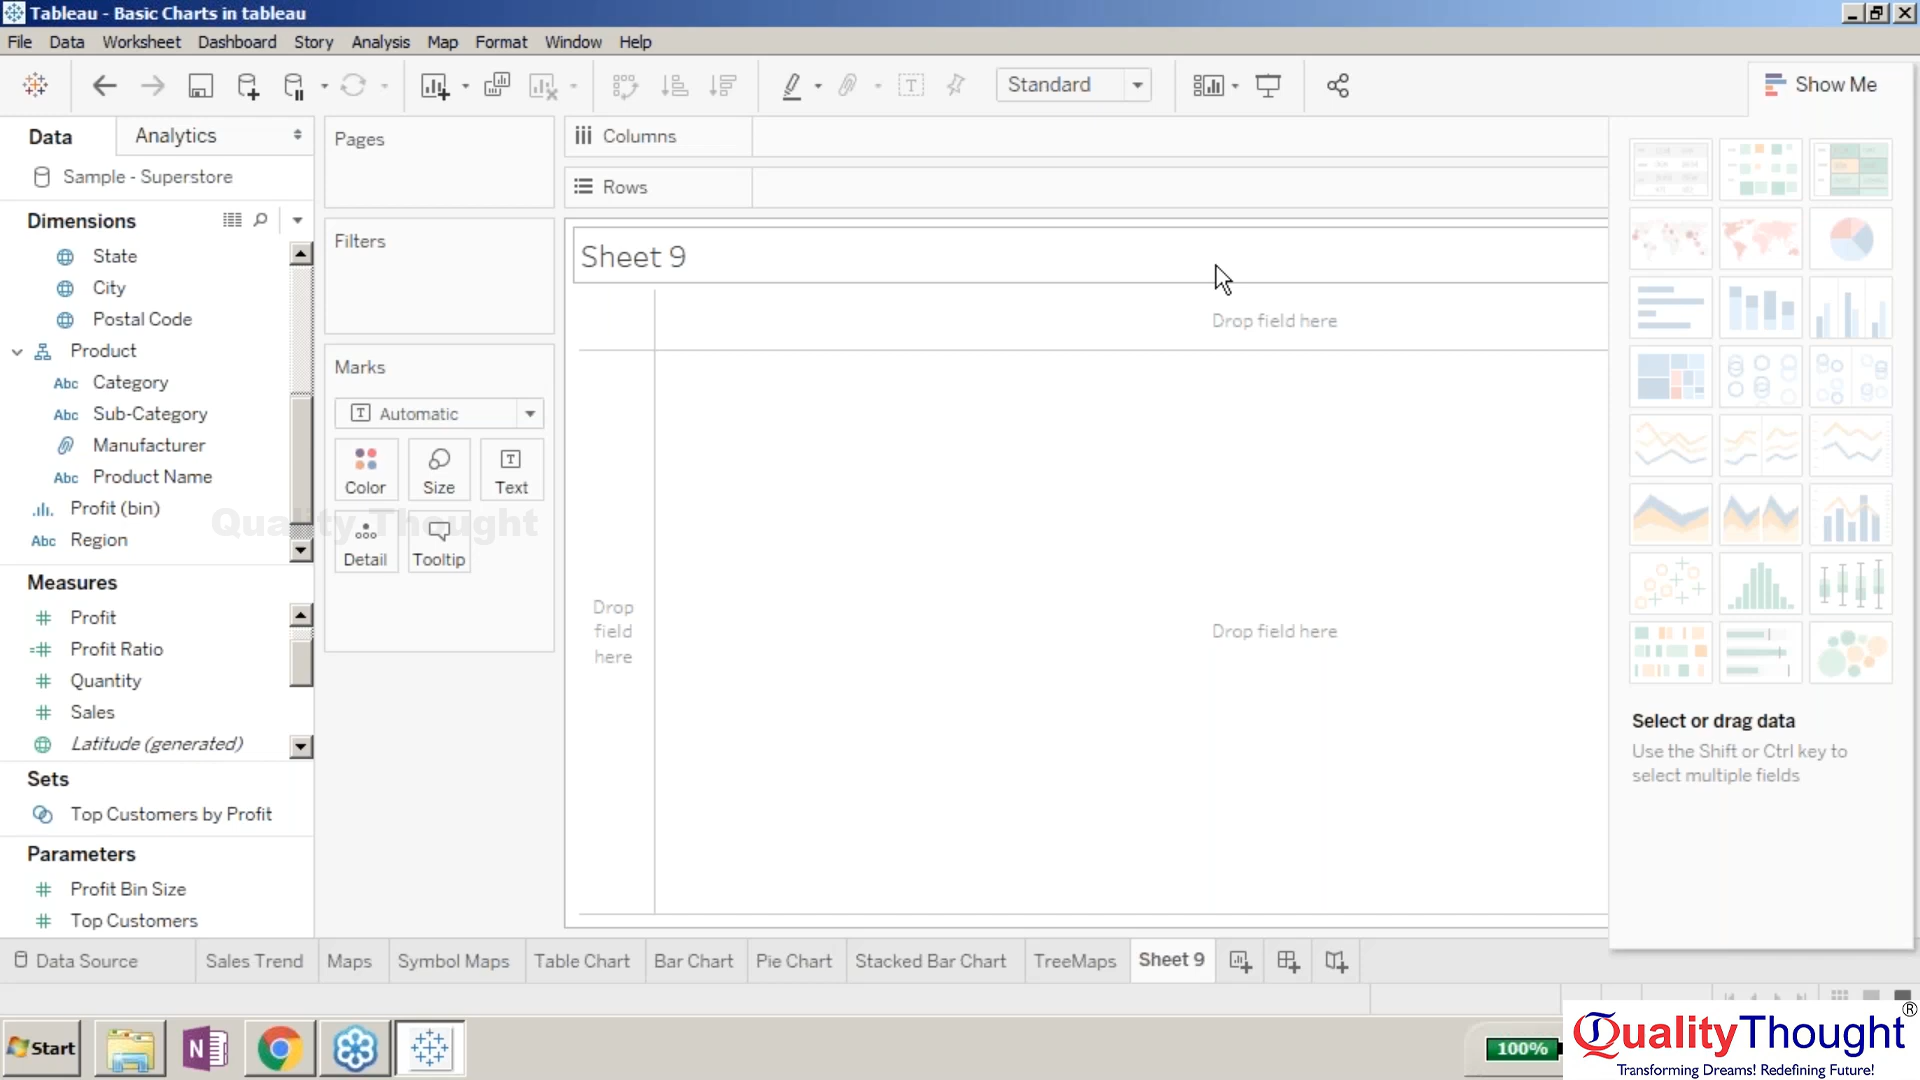 Tableau - Basic Charts in tableau
File Data Worksheet Dashboard Story Analysis Map Format Window Help
Standard
Show Me
Data
Analytics
Sample - Superstore
Dimensions
State
City
Postal Code
Product
Abc Category
Abc Sub-Category
Manufacturer
Abc Product Name
Profit (bin)
Abc Region
Measures
Profit
Profit Ratio
Quantity
Sales
Latitude (generated)
Sets
Top Customers by Profit
Parameters
Profit Bin Size
Top Customers
Pages
Filters
Marks
Automatic
Color Size Text
Detail Tooltip
Quality Thought
Columns
Rows
Sheet 9
Drop field here
Drop
field
here
Drop field here
Select or drag data
Use the Shift or Ctrl key to
select multiple fields
Data Source Sales Trend Maps Symbol Maps Table Chart Bar Chart Pie Chart Stacked Bar Chart TreeMaps Sheet 9
Start
100%
QualityThought®
Transforming Dreams! Redefining Future!